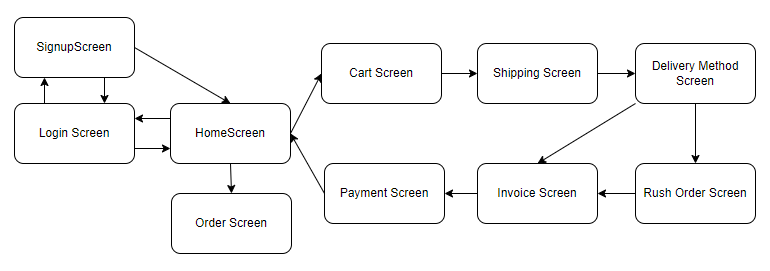 SignupScreen
Login Screen
HomeScreen
Order Screen
Cart Screen
Shipping Screen
Delivery Method
Screen
Payment Screen
Invoice Screen
Rush Order Screen